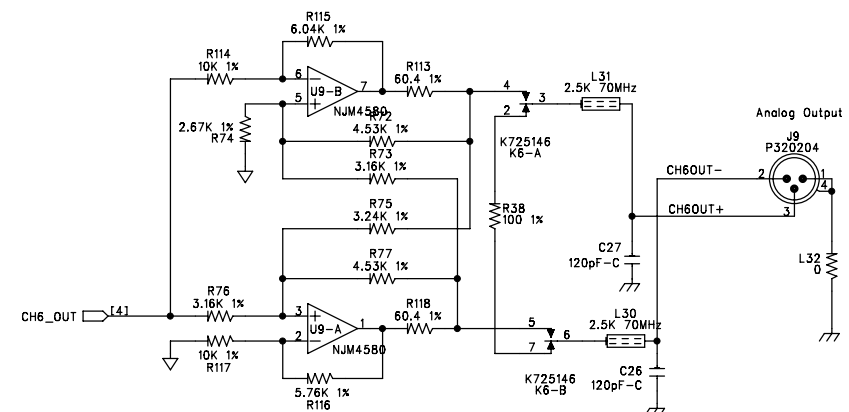 R115
6.04K 1%
R114
10K 1%
6
5
7
U9-B
NJM4580
R113
60.4 1%
2.67K 1%
R74
R72
4.53K 1%
R73
3.16K 1%
4
2
3
K725146
K6-A
L31
2.5K 70MHz
Analog Output
J9
P320204
CH6OUT-
2
1
4
CH6OUT+
3
R75
3.24K 1%
R38
100 1%
R77
4.53K 1%
C27
120pF-C
L32
0
CH6_OUT
[4]
R76
3.16K 1%
3
2
1
U9-A
NJM4580
R118
60.4 1%
10K 1%
R117
5.76K 1%
R116
5
7
6
K725146
K6-B
L30
2.5K 70MHz
C26
120pF-C